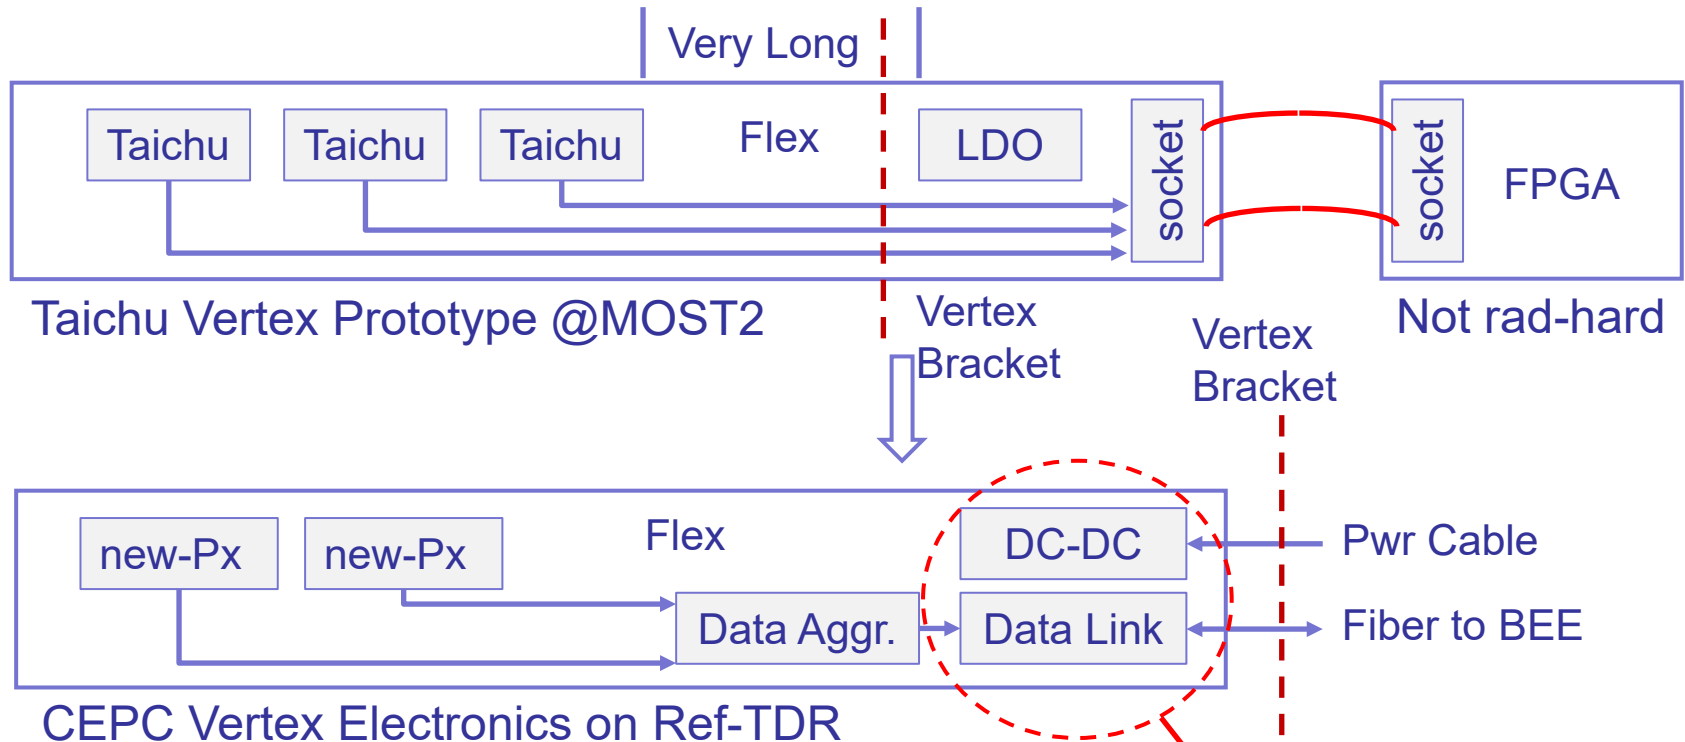 Very Long
Taichu
Taichu
Taichu
Flex
LDO
socket
socket
FPGA
Taichu Vertex Prototype @MOST2
Vertex
Bracket
Not rad-hard
Vertex
Bracket
new-Px
new-Px
Flex
DC-DC
Pwr Cable
Data Aggr.
Data Link
Fiber to BEE
CEPC Vertex Electronics on Ref-TDR